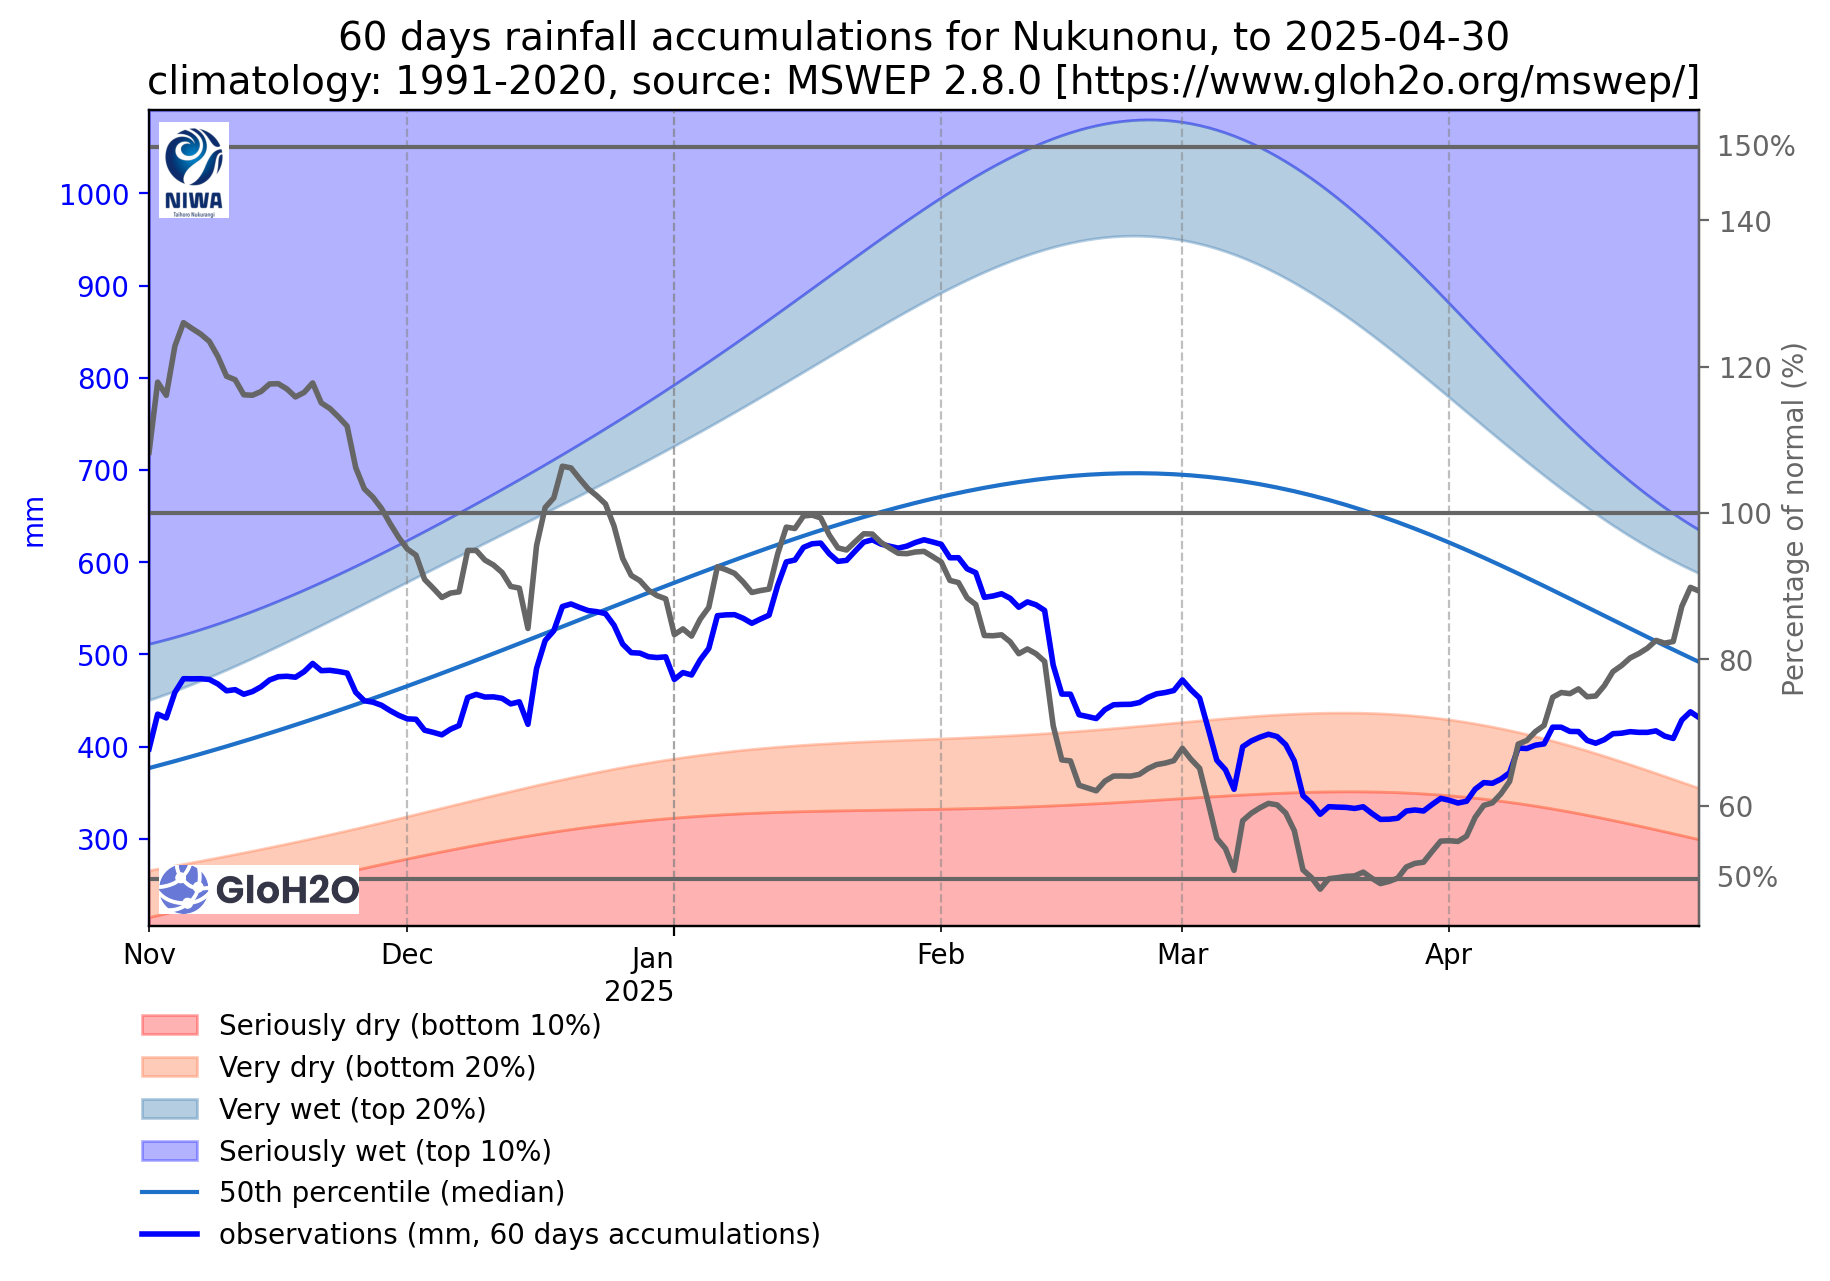 60 days rainfall accumulations for Nukunonu, to 2025-04-30
climatology: 1991-2020, source: MSWEP 2.8.0 [https://www.gloh2o.org/mswep/]
NIWA
Taihoro Nukurangi
1000
900
800
700
600
500
400
300
mm
150%
140
120
100
80
60
50%
Percentage of normal (%)
GloH2O
Nov
Dec
Jan
2025
Feb
Mar
Apr
Seriously dry (bottom 10%)
Very dry (bottom 20%)
Very wet (top 20%)
Seriously wet (top 10%)
50th percentile (median)
observations (mm, 60 days accumulations)